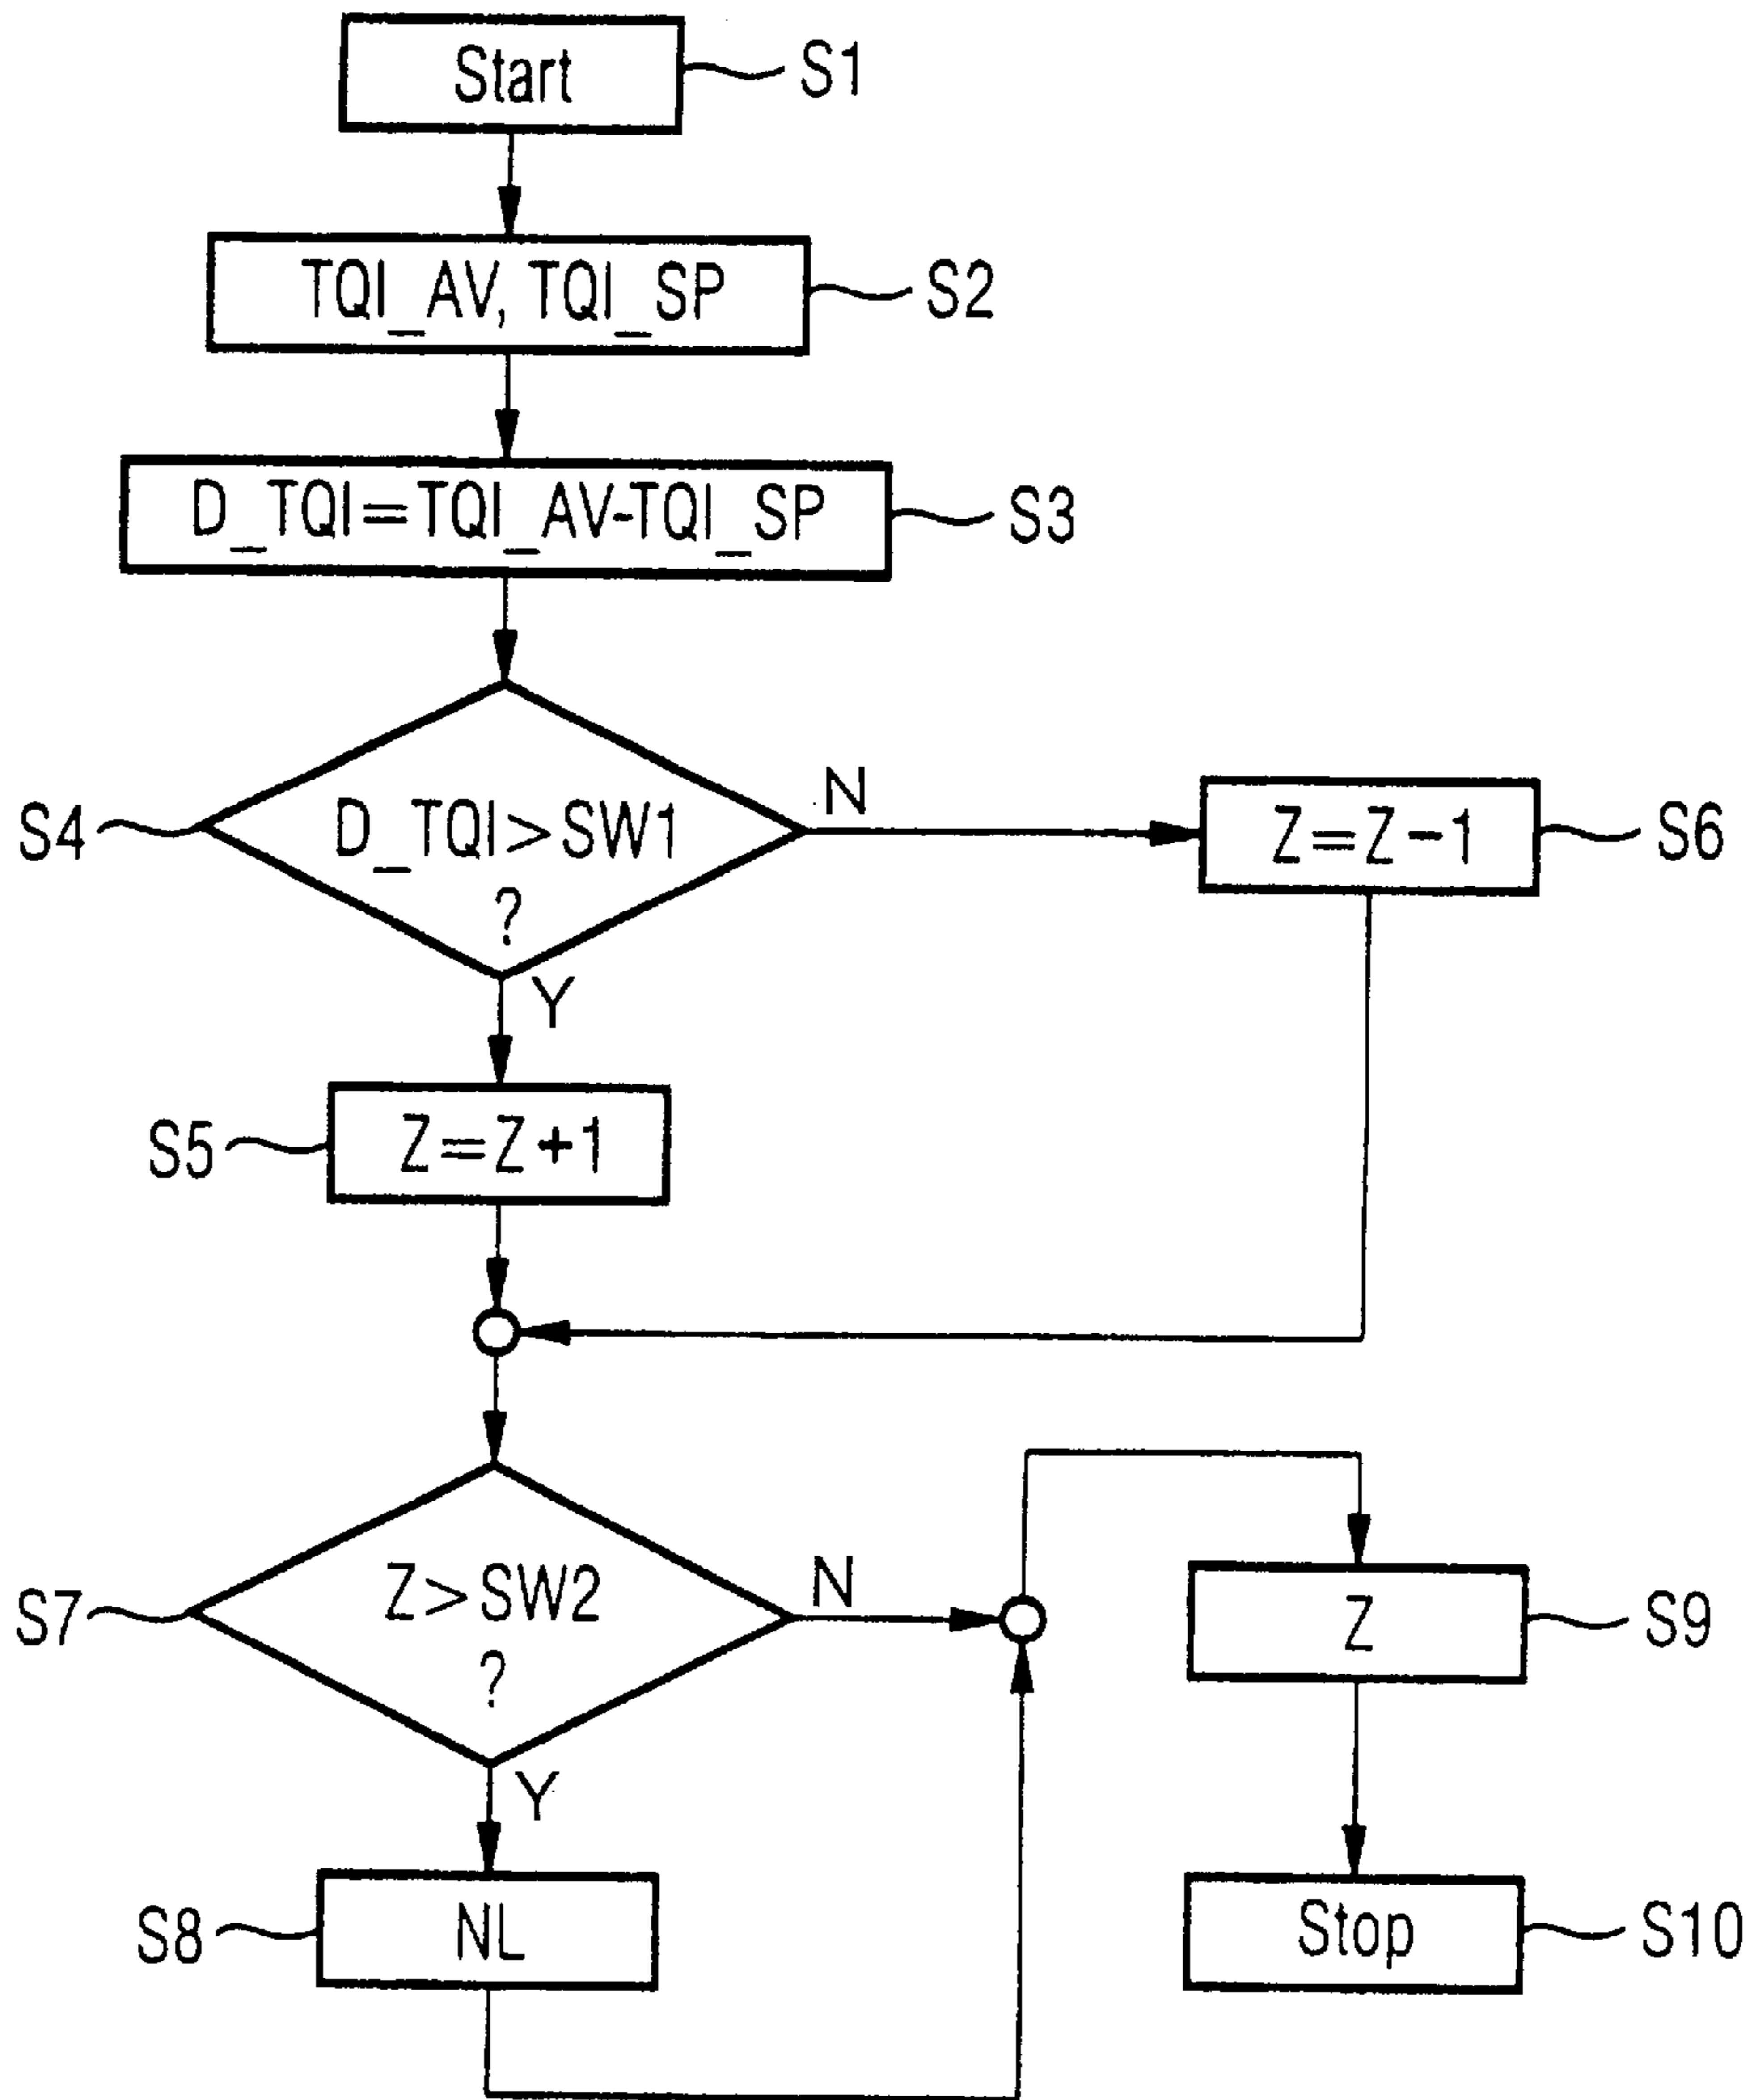 Start S1
TQI_AV, TQI_SP S2
D_TQI=TQI_AV-TQI_SP S3
S4 D_TQI>SW1
?
N
Z=Z-1 S6
Y
S5 Z=Z+1
S7 Z>SW2
?
N
Z S9
Y
S8 NL
Stop S10